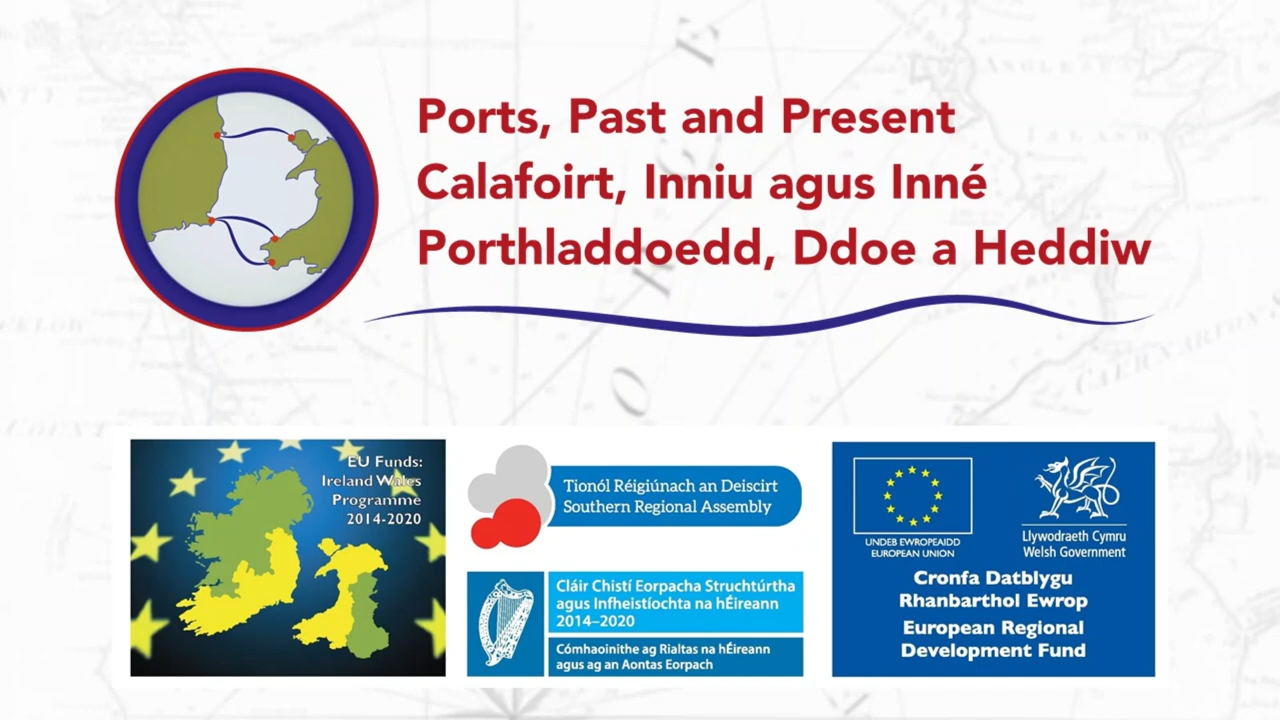 Ports, Past and Present
Calafoirt, Inniu agus Inné
Porthladdoedd, Ddoe a Heddiw
EU Funds:
Ireland Wales
Programme
2014-2020
Tionól Réigiúnach an Deiscirt
Southern Regional Assembly
Cláir Chistí Eorpacha Struchtúrtha
agus Infheistíochta na hÉireann
2014–2020
Cómhaoinithe ag Rialtas na hÉireann
agus ag an Aontas Eorpach
UNDEB EWROPEAIDD
EUROPEAN UNION
Llywodraeth Cymru
Welsh Government
Cronfa Datblygu
Rhanbarthol Ewrop
European Regional
Development Fund